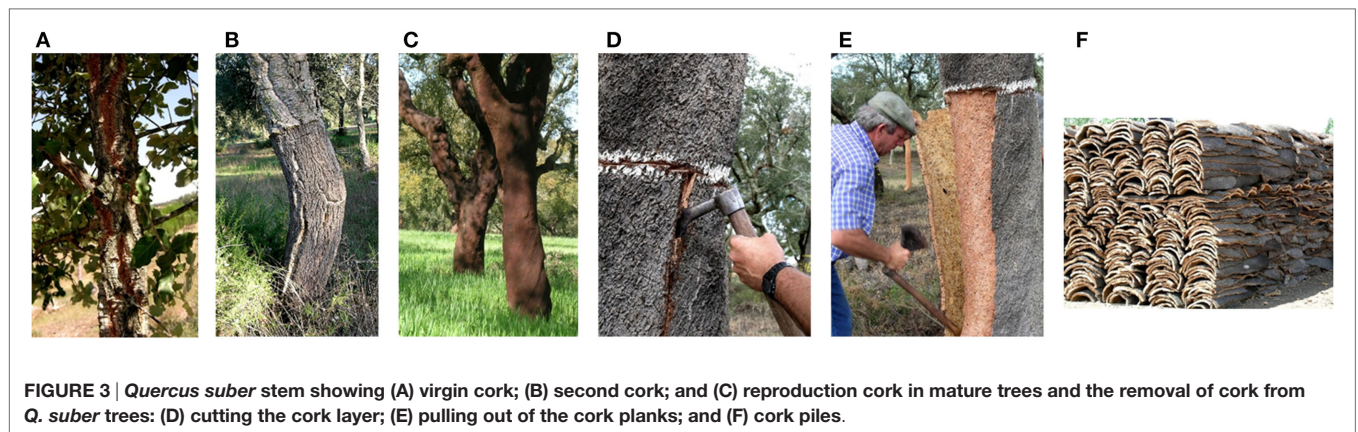 A B C D E F
FIGURE 3 | Quercus suber stem showing (A) virgin cork; (B) second cork; and (C) reproduction cork in mature trees and the removal of cork from
Q. suber trees: (D) cutting the cork layer; (E) pulling out of the cork planks; and (F) cork piles.